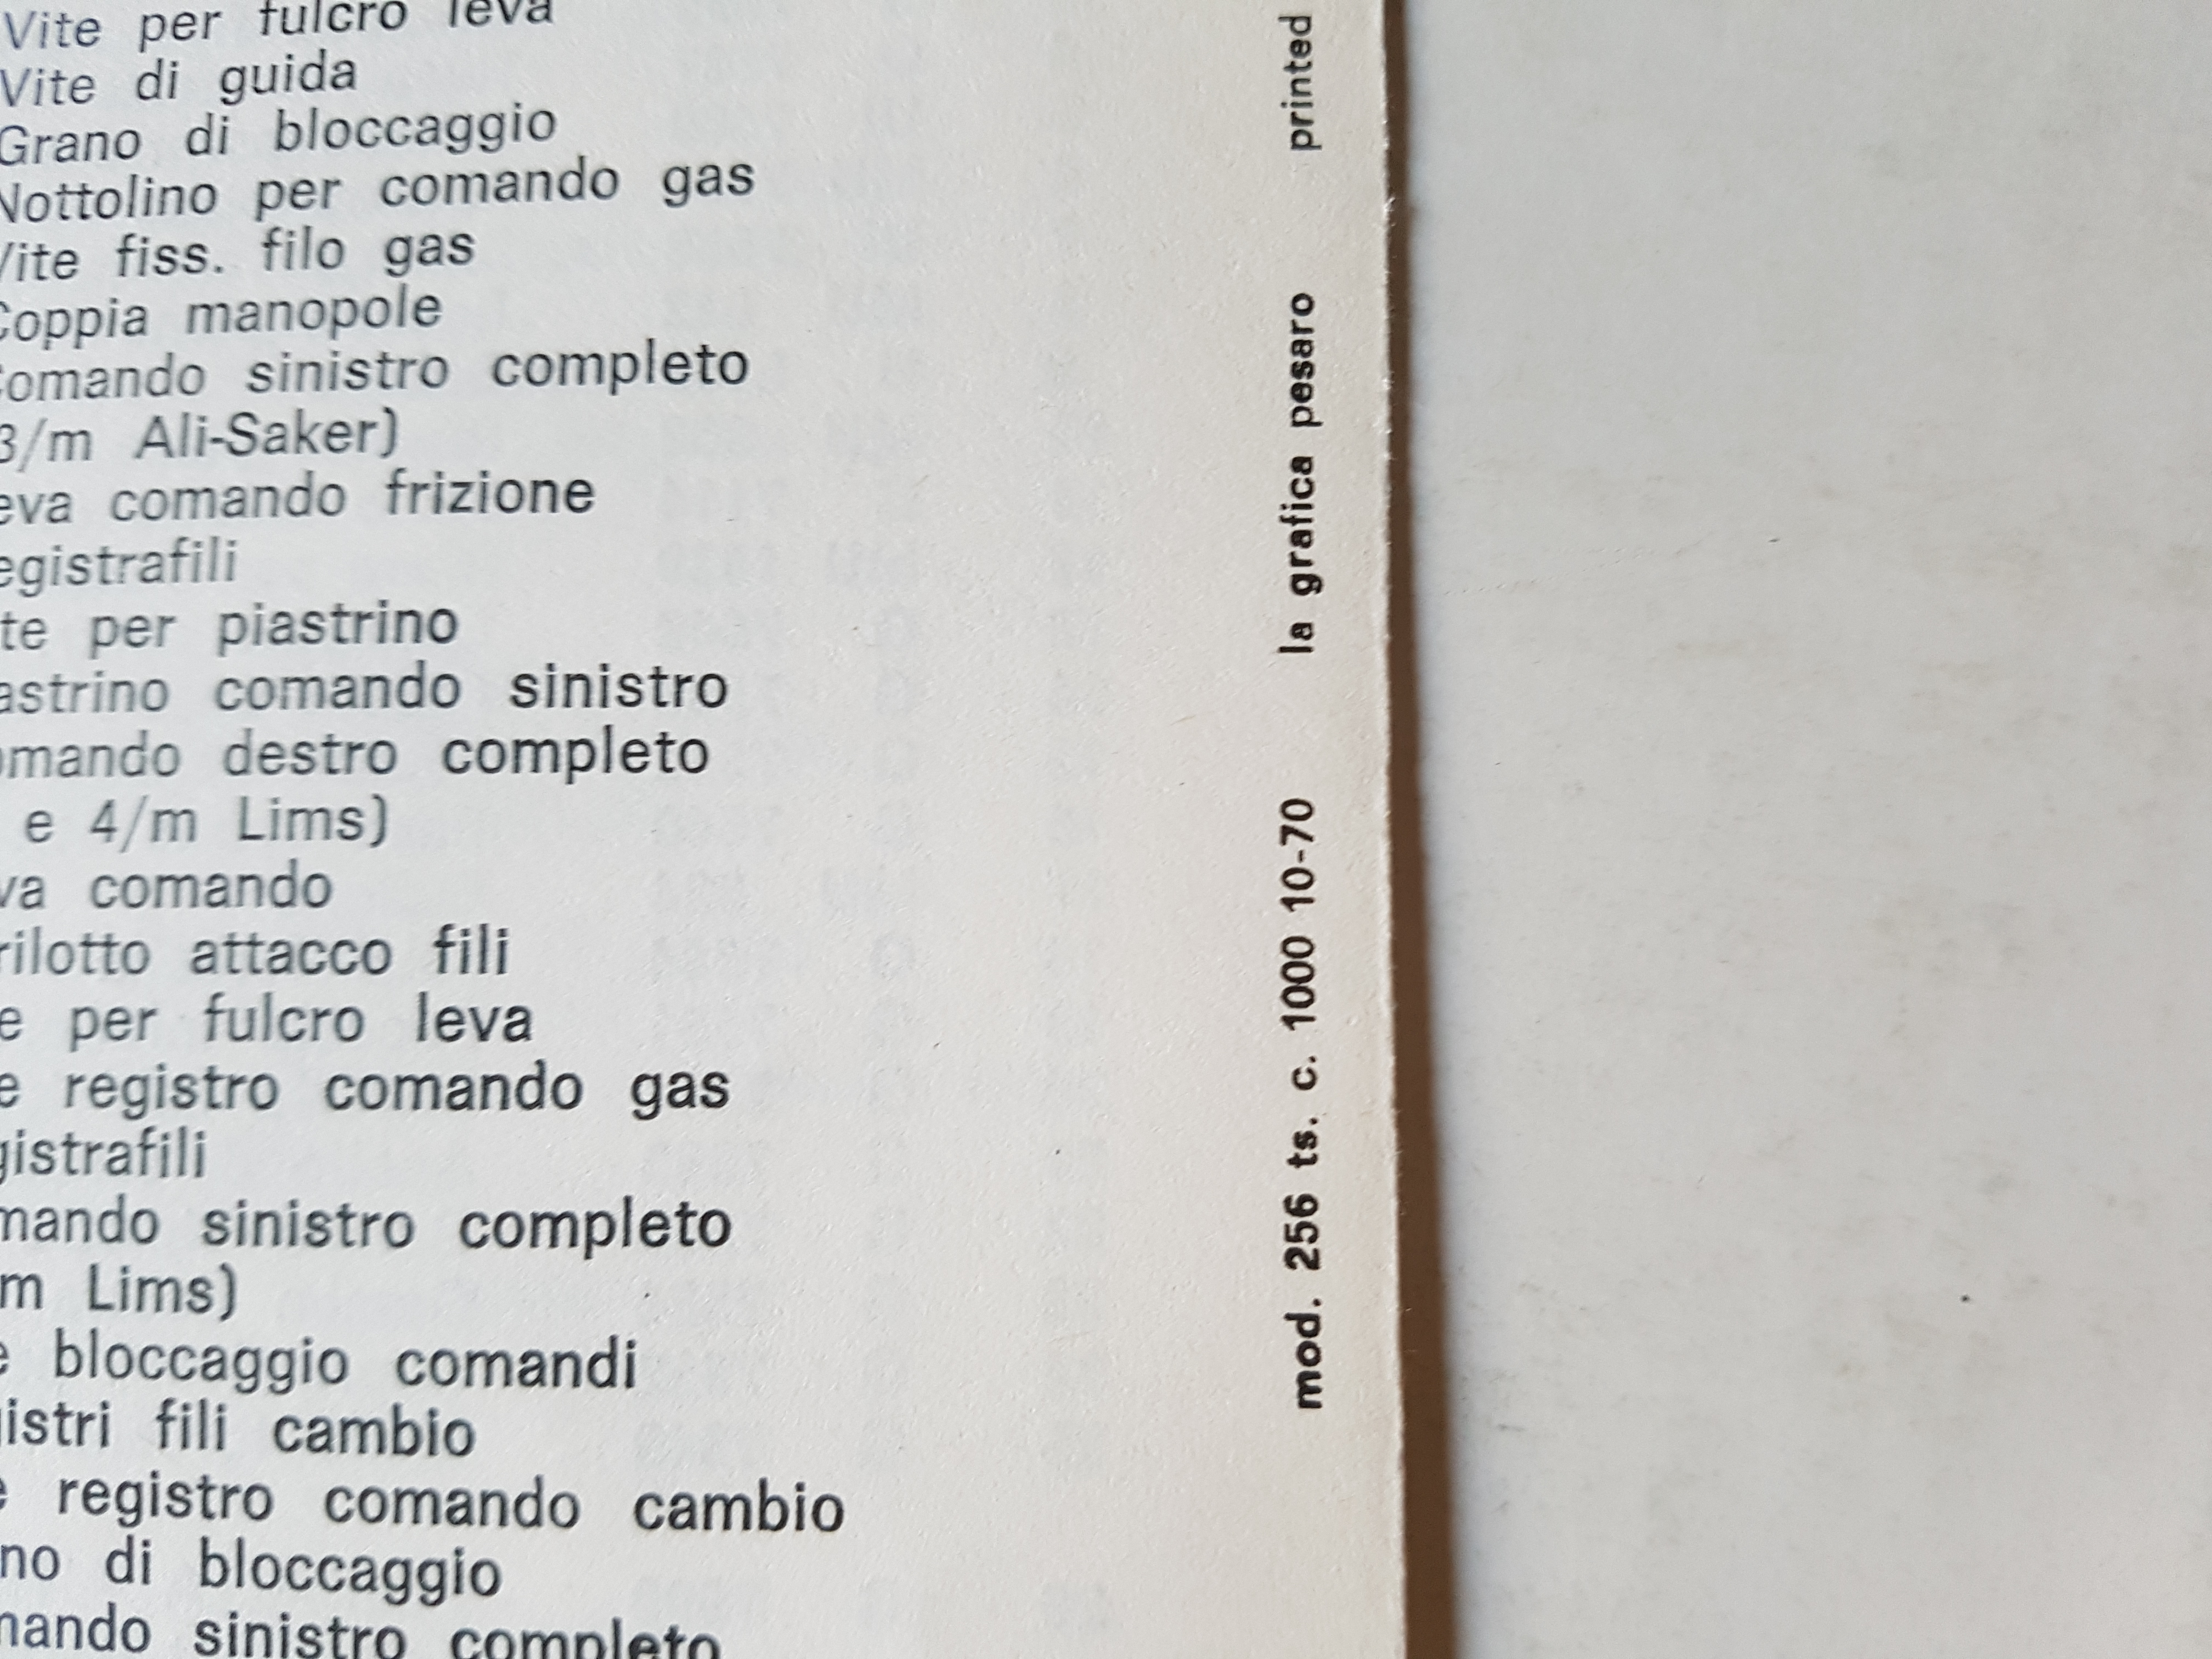 Vite per fulcro leva
Vite di guida
Grano di bloccaggio
Nottolino per comando gas
Vite fiss. filo gas
Coppia manopole
Comando sinistro completo
3/m Ali-Saker)
eva comando frizione
egistrafili
te per piastrino
astrino comando sinistro
omando destro completo
e 4/m Lims)
va comando
rilotto attacco fili
e per fulcro leva
e registro comando gas
gistrafili
mando sinistro completo
m Lims)
e bloccaggio comandi
gistri fili cambio
e registro comando cambio
no di bloccaggio
mando sinistro completo
mod. 256 ts. c. 1000 10-70 la grafica pesaro printed